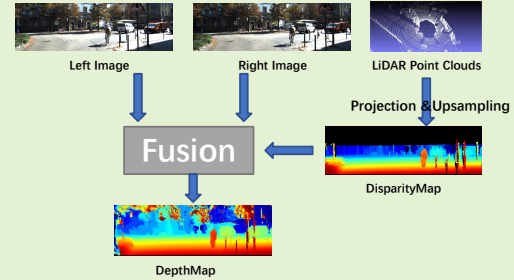 Left Image
Right Image
LiDAR Point Clouds
Projection &Upsampling
Fusion
DisparityMap
DepthMap